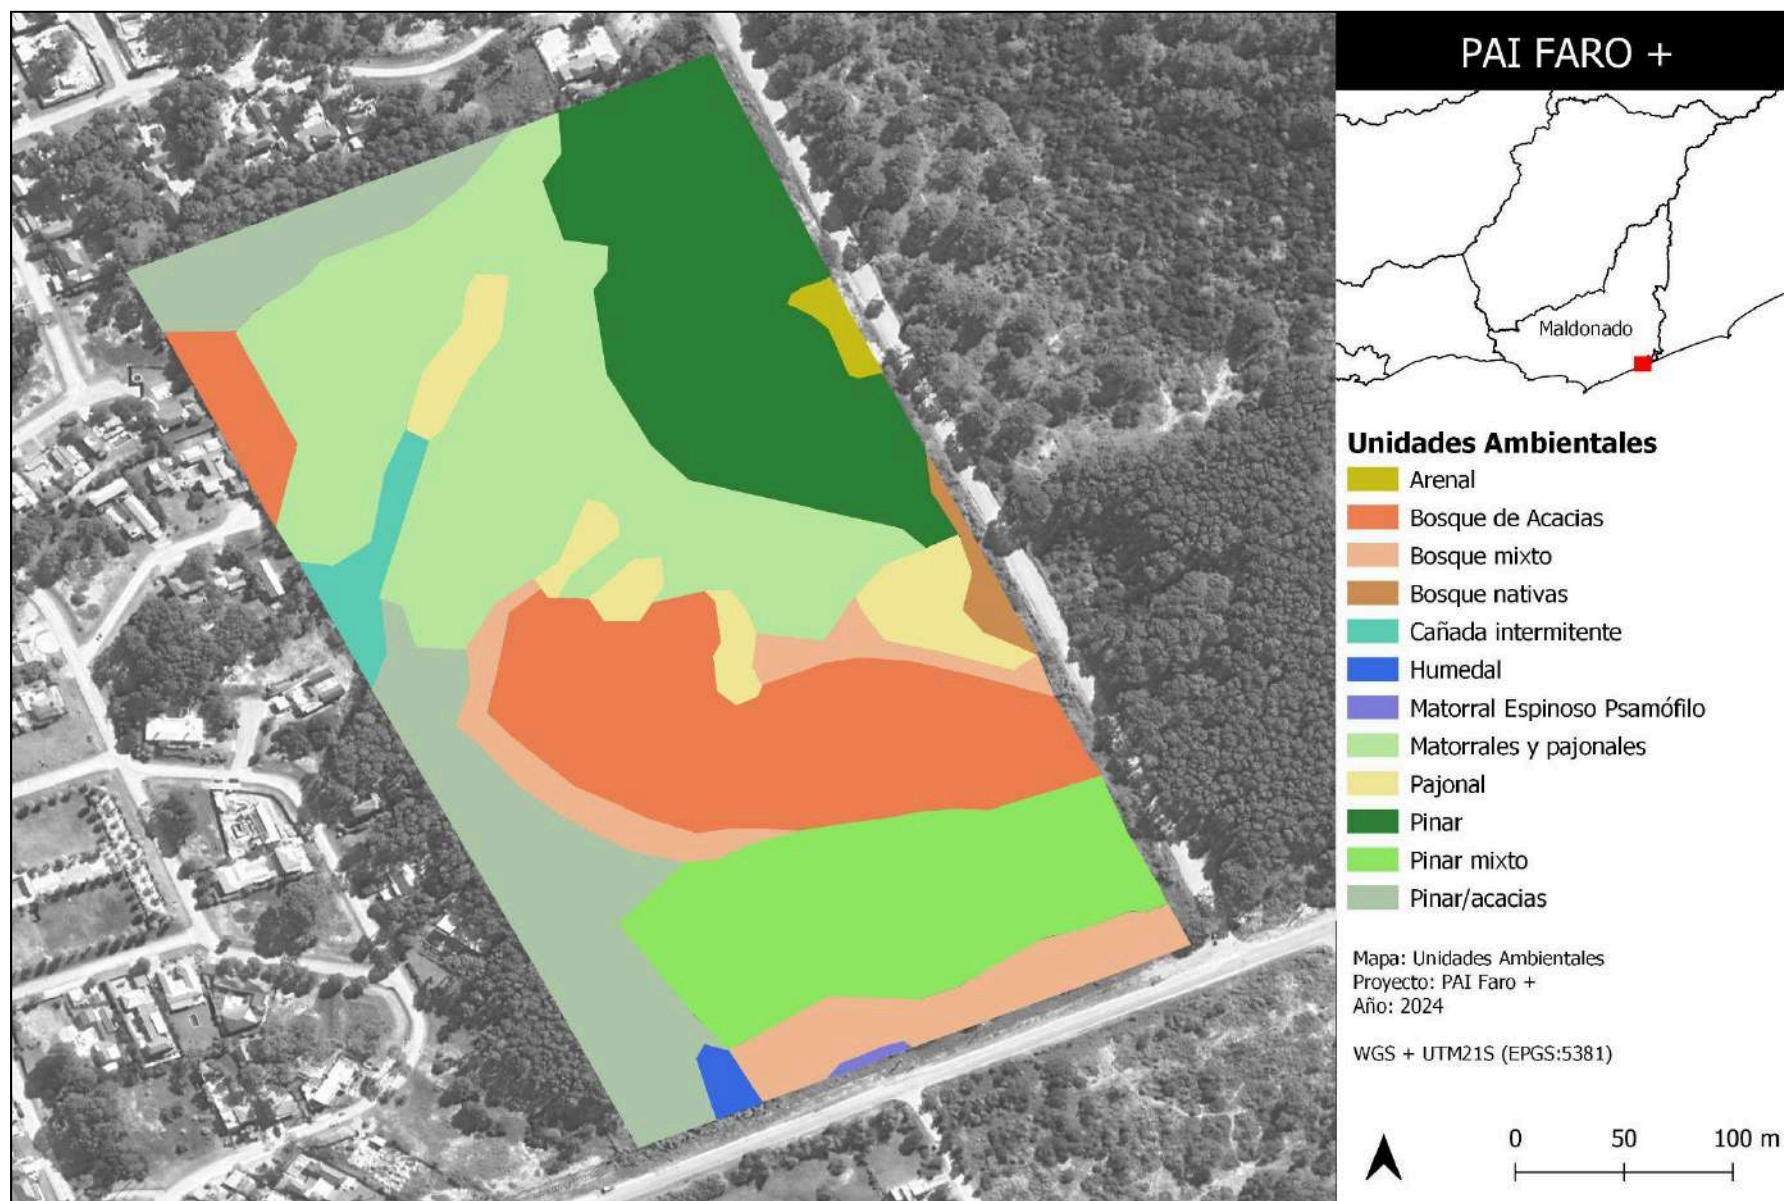 PAI FARO +
Maldonado
Unidades Ambientales
Arenal
Bosque de Acacias
Bosque mixto
Bosque nativas
Cañada intermitente
Humedal
Matorral Espinoso Psamófilo
Matorrales y pajonales
Pajonal
Pinar
Pinar mixto
Pinar/acacias
Mapa: Unidades Ambientales
Proyecto: PAI Faro +
Año: 2024
WGS + UTM21S (EPGS:5381)
0 50 100 m